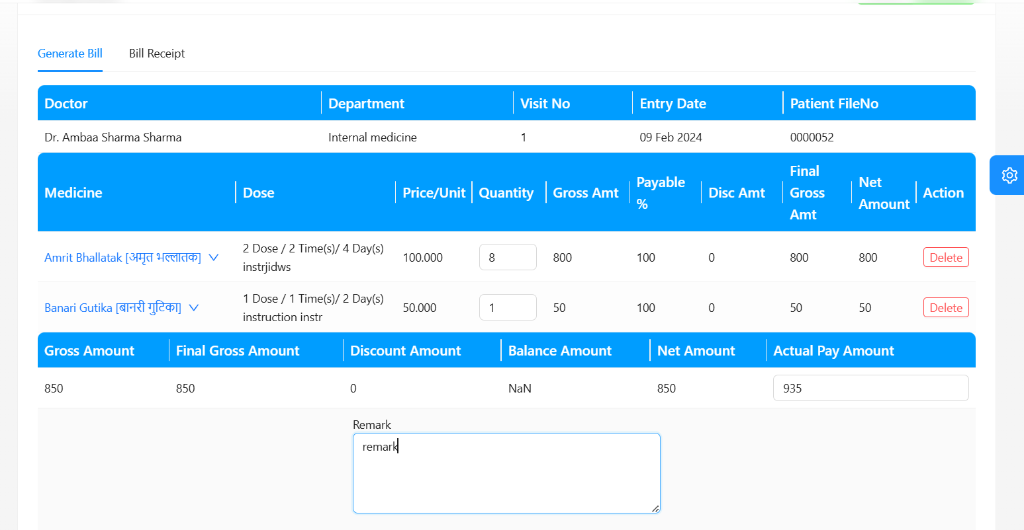 Generate Bill Bill Receipt
Doctor Department Visit No Entry Date Patient FileNo
Dr. Ambaa Sharma Sharma Internal medicine 1 09 Feb 2024 0000052
Medicine Dose Price/Unit Quantity Gross Amt Payable % Disc Amt Final Gross Amt Net Amount Action
Amrit Bhallatak [अमृत भल्लातक] 2 Dose / 2 Time(s)/ 4 Day(s) instrjidws 100.000 8 800 100 0 800 800 Delete
Banari Gutika [बानरी गुटिका] 1 Dose / 1 Time(s)/ 2 Day(s) instruction instr 50.000 1 50 100 0 50 50 Delete
Gross Amount Final Gross Amount Discount Amount Balance Amount Net Amount Actual Pay Amount
850 850 0 NaN 850 935
Remark
remark